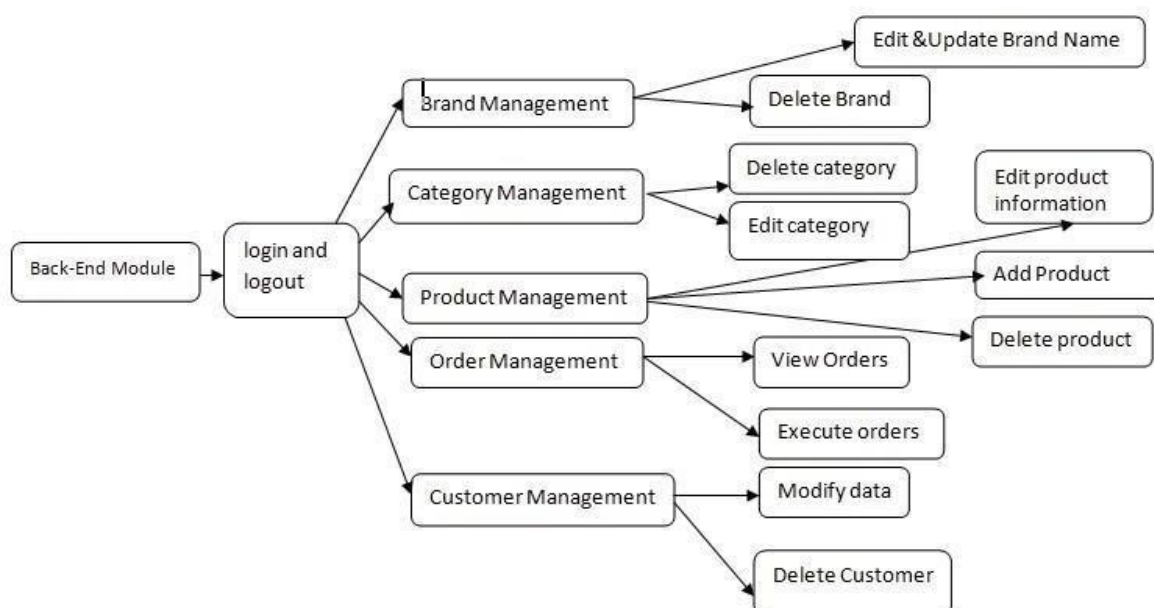 Edit &Update Brand Name
Brand Management
Delete Brand
Delete category
Category Management
Edit category
Edit product
information
login and
logout
Back-End Module
Product Management
Add Product
Delete product
Order Management
View Orders
Execute orders
Customer Management
Modify data
Delete Customer